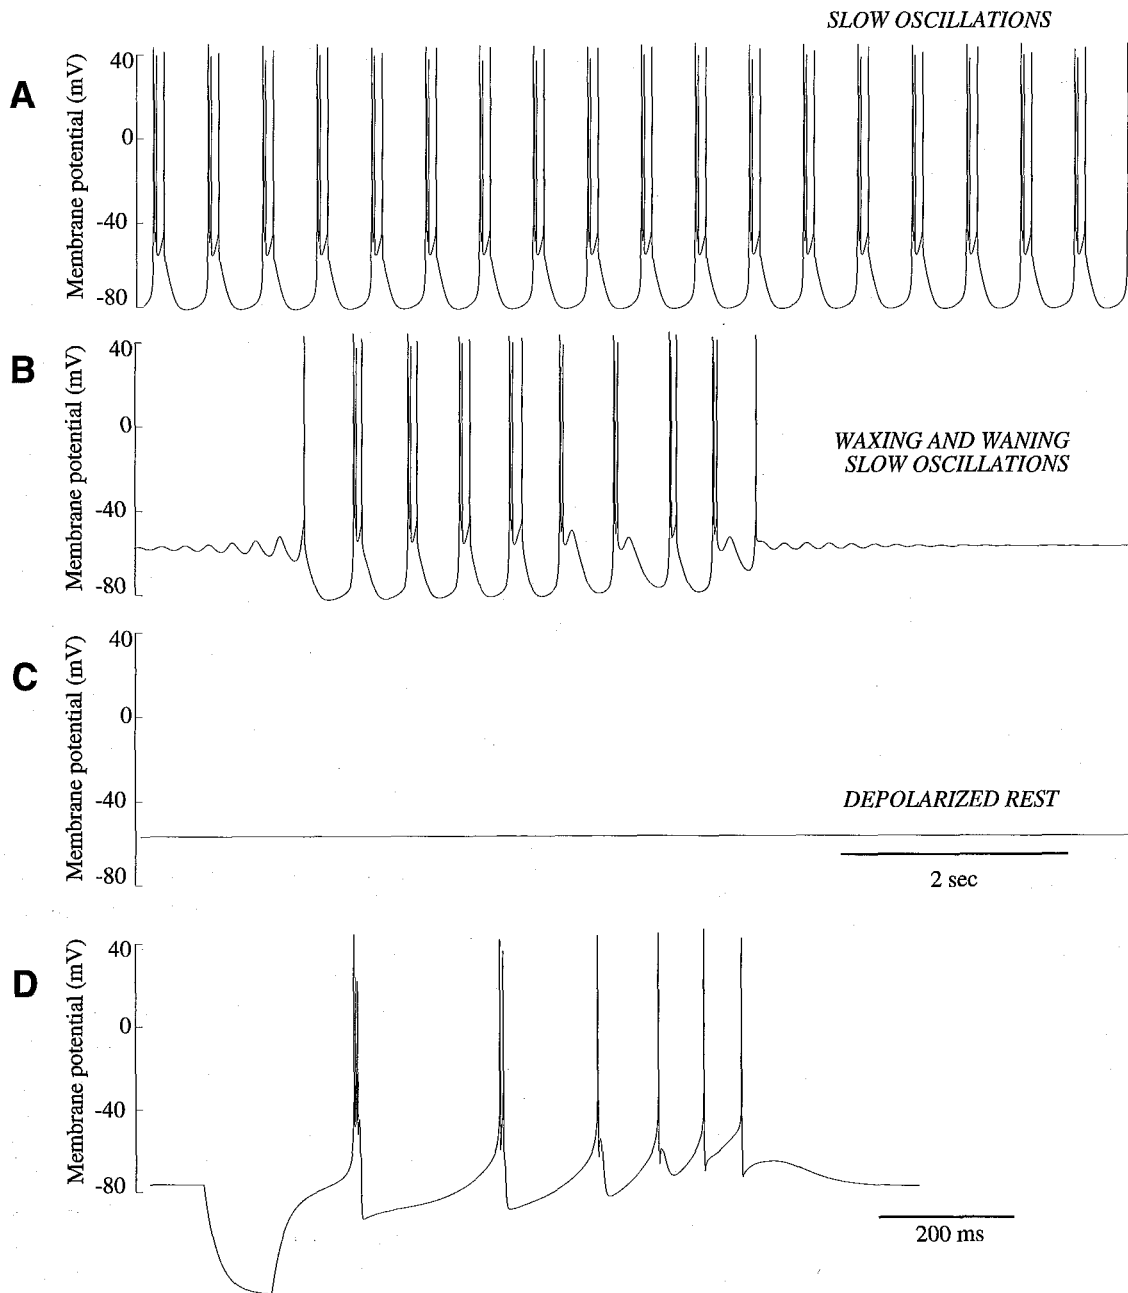 SLOW OSCILLATIONS
A
Membrane potential (mV)
40
0
-40
-80
B
Membrane potential (mV)
40
0
-40
-80
WAXING AND WANING
SLOW OSCILLATIONS
C
Membrane potential (mV)
40
0
-40
-80
DEPOLARIZED REST
2 sec
D
Membrane potential (mV)
40
0
-40
-80
200 ms